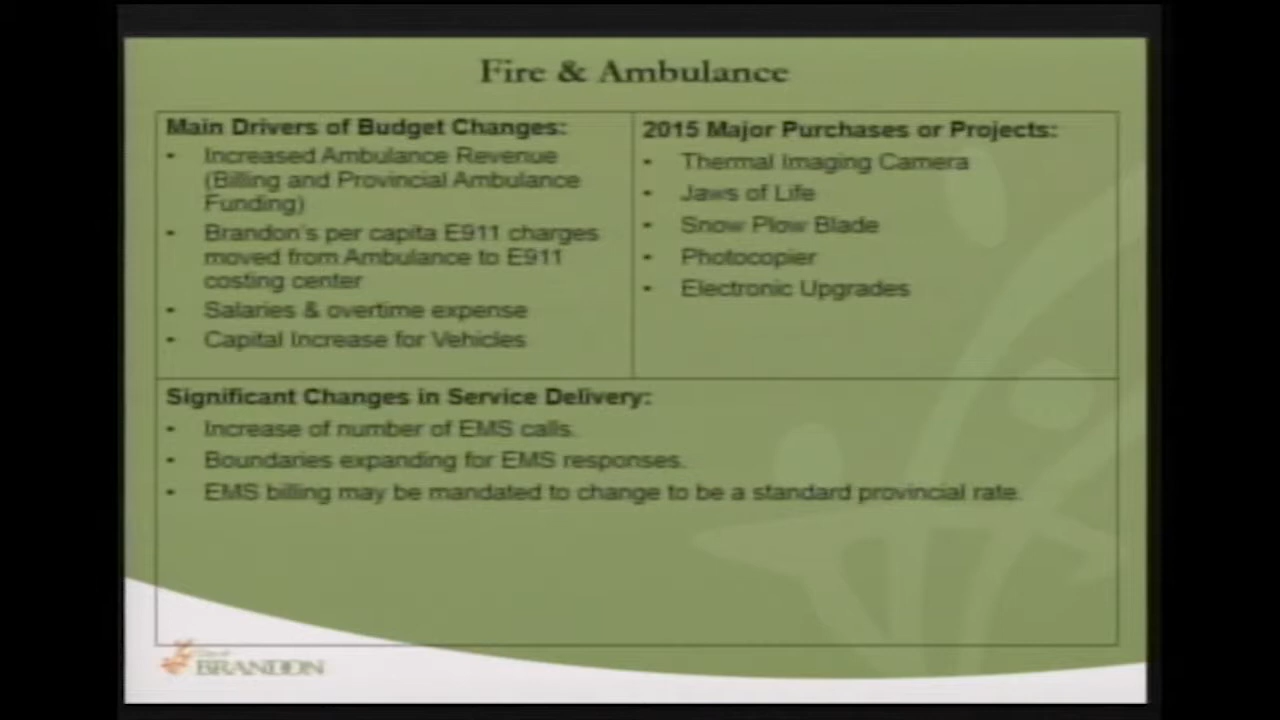 Fire & Ambulance
Main Drivers of Budget Changes:
• Increased Ambulance Revenue
(Billing and Provincial Ambulance
Funding)
• Brandon's per capita E911 charges
moved from Ambulance to E911
costing center
• Salaries & overtime expense
• Capital Increase for Vehicles
2015 Major Purchases or Projects:
• Thermal Imaging Camera
• Jaws of Life
• Snow Plow Blade
• Photocopier
• Electronic Upgrades
Significant Changes in Service Delivery:
• Increase of number of EMS calls.
• Boundaries expanding for EMS responses.
• EMS billing may be mandated to change to be a standard provincial rate.
BRANDON